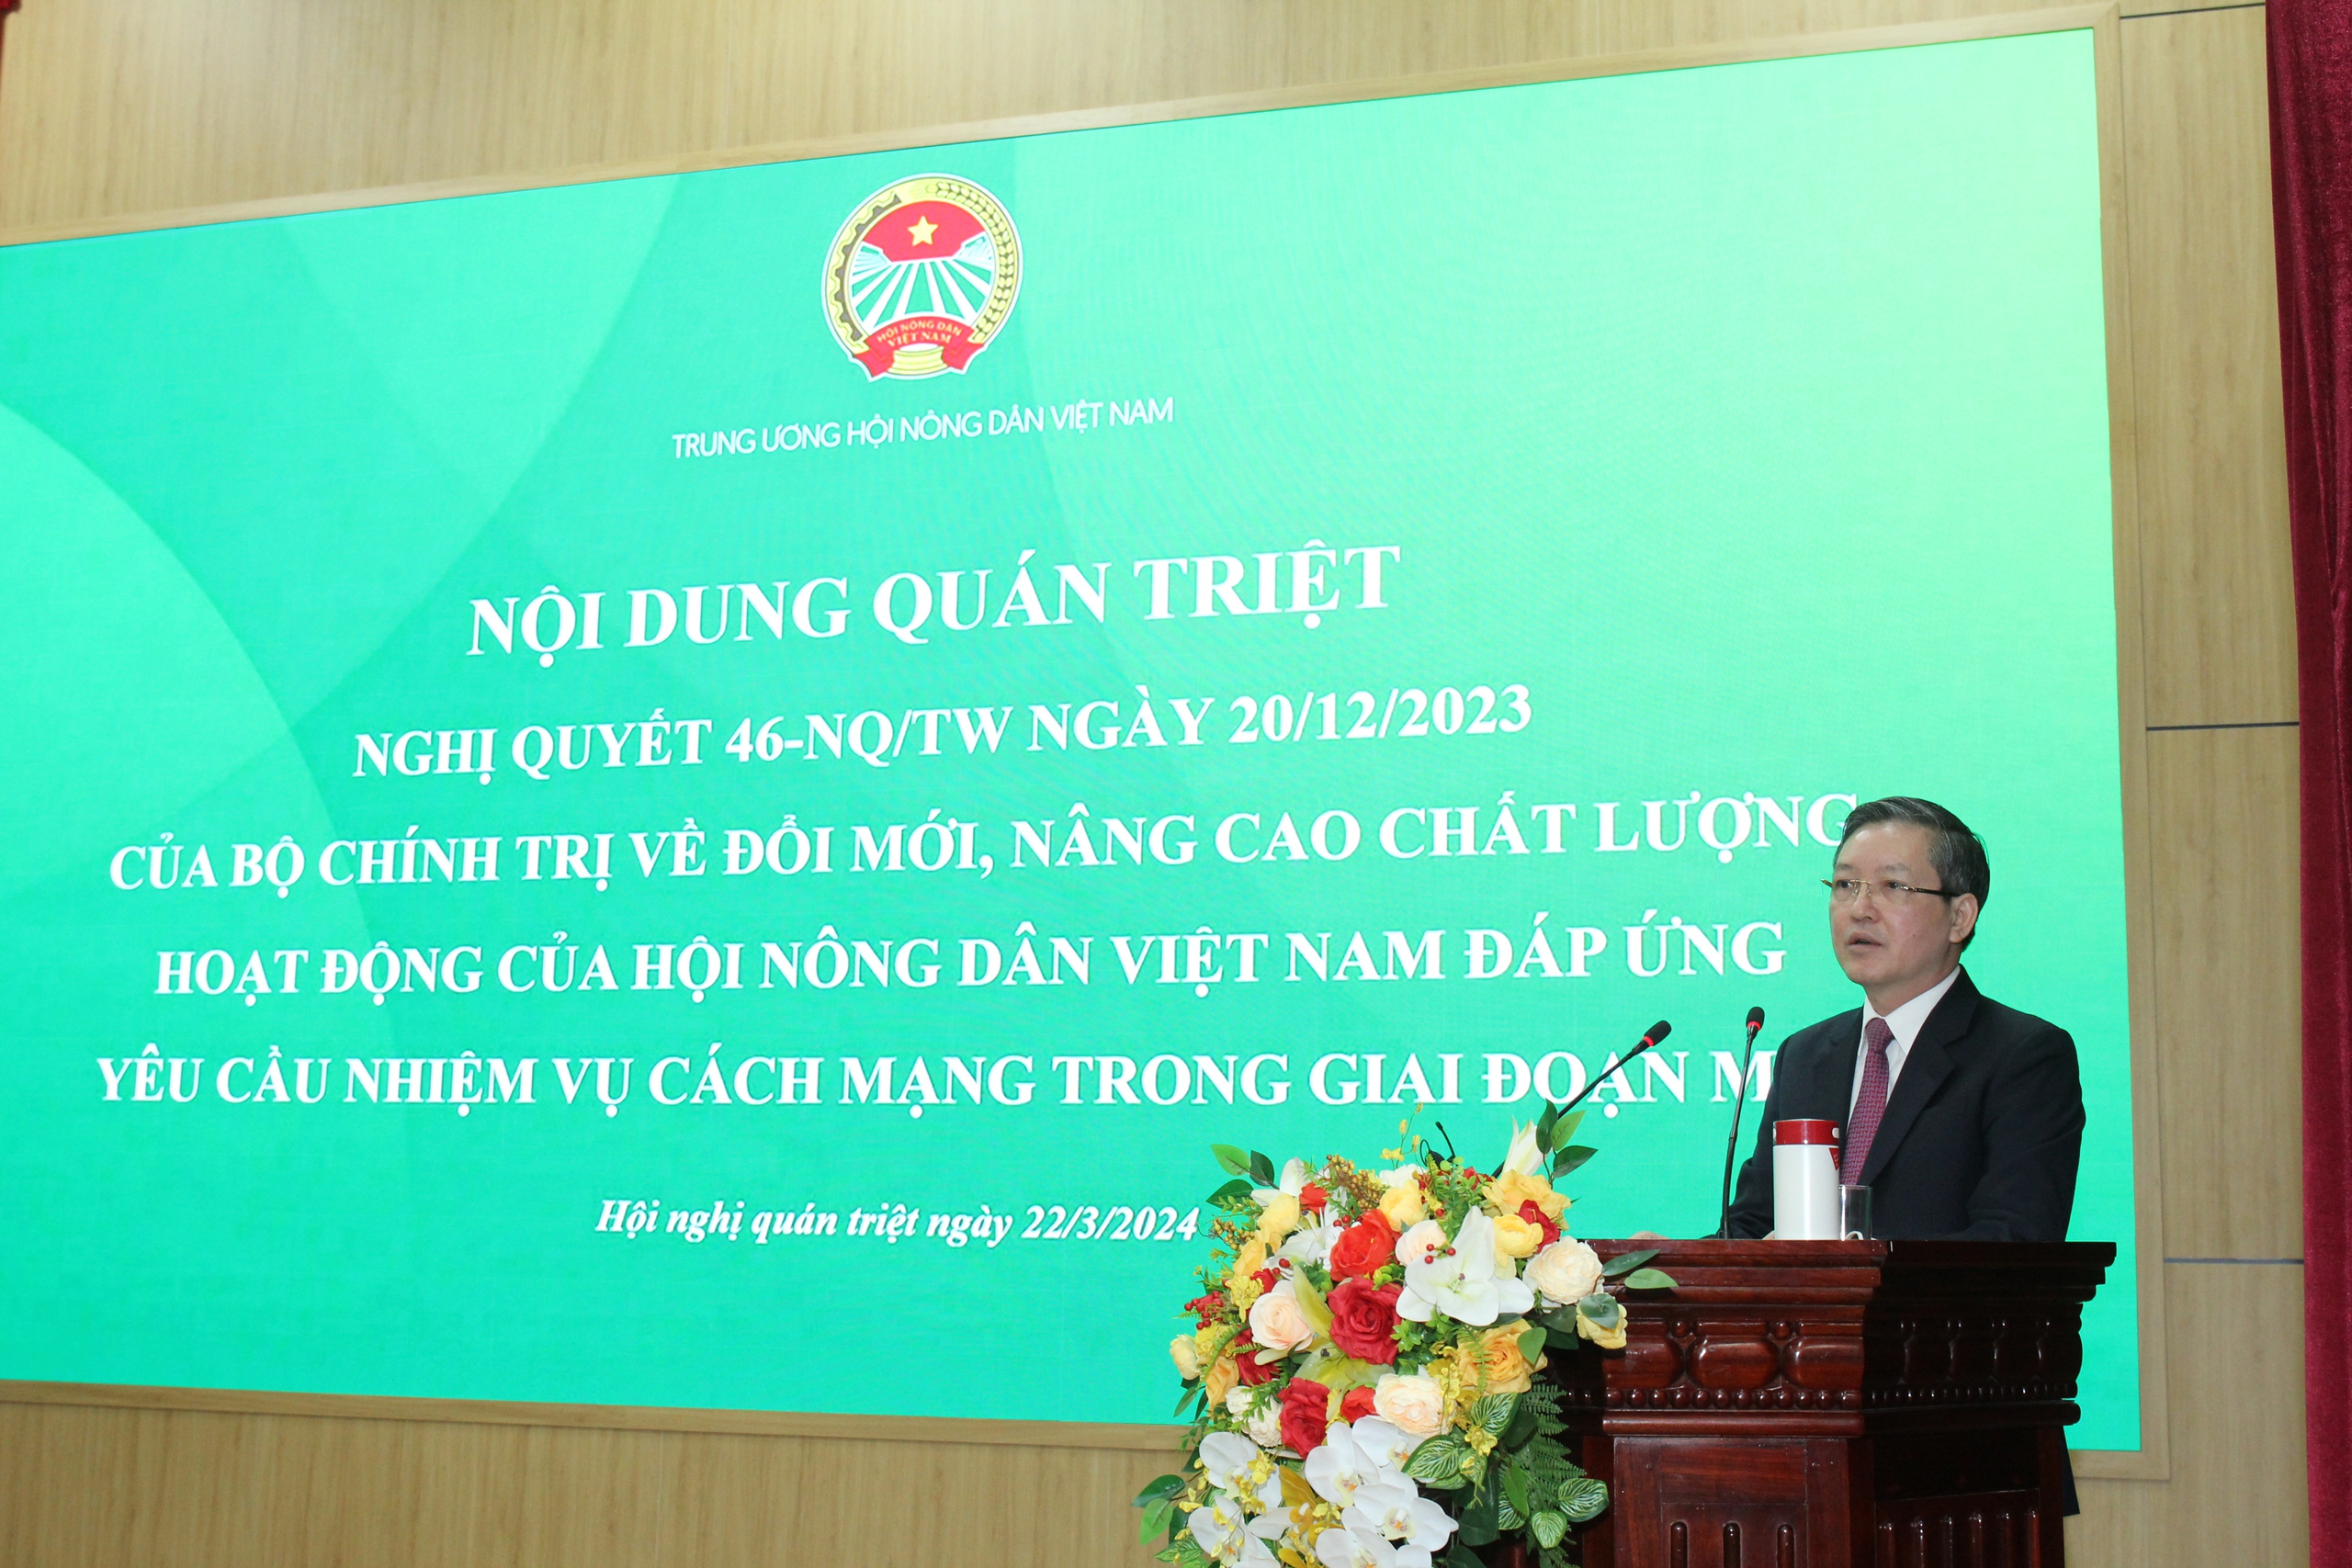 HỘI NÔNG DÂN
VIỆT NAM
TRUNG ƯƠNG HỘI NÔNG DÂN VIỆT NAM
NỘI DUNG QUÁN TRIỆT
NGHỊ QUYẾT 46-NQ/TW NGÀY 20/12/2023
CỦA BỘ CHÍNH TRỊ VỀ ĐỔI MỚI, NÂNG CAO CHẤT LƯỢNG
HOẠT ĐỘNG CỦA HỘI NÔNG DÂN VIỆT NAM ĐÁP ỨNG
YÊU CẦU NHIỆM VỤ CÁCH MẠNG TRONG GIAI ĐOẠN M
Hội nghị quán triệt ngày 22/3/2024